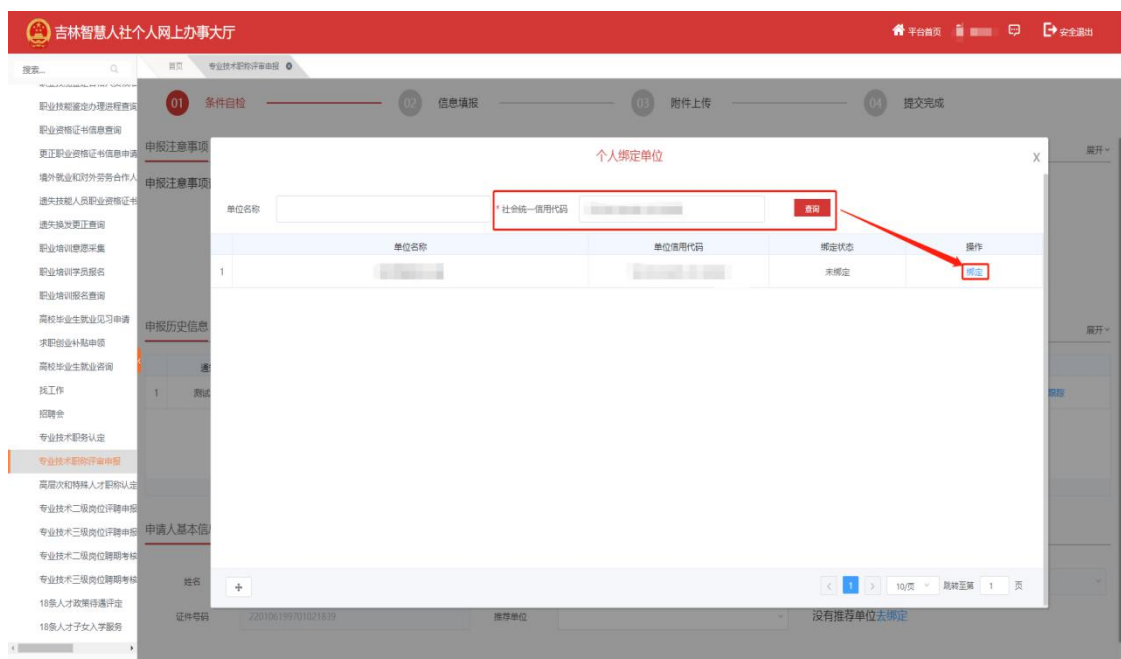 吉林智慧人社个人网上办事大厅
平台首页
安全退出
搜索...
首页
专业技术职称评审申报
职业技能鉴定办理进程查询
职业资格证书信息查询
更正职业资格证书信息申请
境外就业和对外劳务合作人
遗失技能人员职业资格证书
遗失换发更正查询
职业培训意愿采集
职业培训学员报名
职业培训报名查询
高校毕业生就业见习申请
求职创业补贴申领
高校毕业生就业咨询
找工作
招聘会
专业技术职务认定
专业技术职称评审申报
高层次和特殊人才职称认定
专业技术二级岗位评聘申报
专业技术三级岗位评聘申报
专业技术二级岗位聘期考核
专业技术三级岗位聘期考核
18条人才政策待遇评定
18条人才子女入学服务
01 条件自检
02 信息填报
03 附件上传
04 提交完成
申报注意事项
展开
申报注意事项
个人绑定单位
X
单位名称
* 社会统一信用代码
查询
单位名称 单位信用代码 绑定状态 操作
1 未绑定 绑定
申报历史信息
展开
1 测试
跟踪
申请人基本信
姓名
1 10/页 跳转至第 1 页
证件号码 220106199701021839 推荐单位 没有推荐单位去绑定